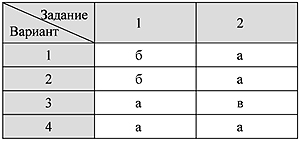 Задание
Вариант 1 2
1 б а
2 б а
3 а в
4 а а